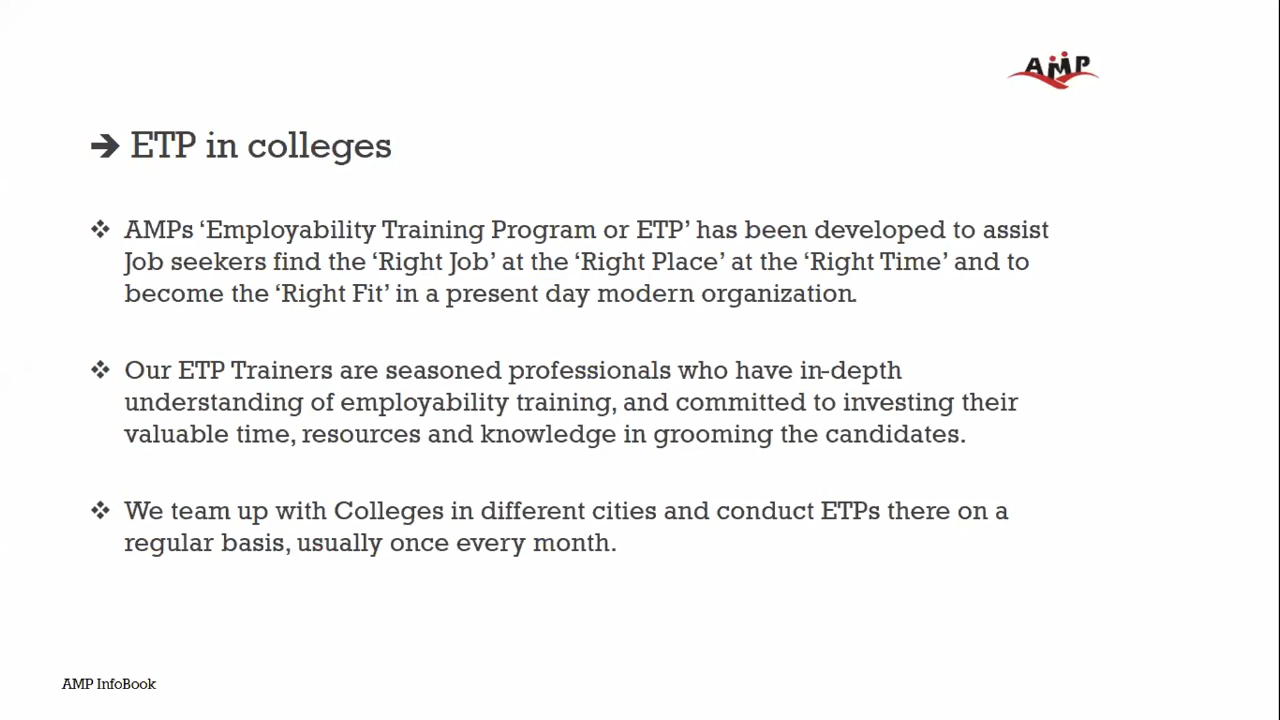 AMP
➔ ETP in colleges
❖ AMPs ‘Employability Training Program or ETP’ has been developed to assist
Job seekers find the ‘Right Job’ at the ‘Right Place’ at the ‘Right Time’ and to
become the ‘Right Fit’ in a present day modern organization.
❖ Our ETP Trainers are seasoned professionals who have in-depth
understanding of employability training, and committed to investing their
valuable time, resources and knowledge in grooming the candidates.
❖ We team up with Colleges in different cities and conduct ETPs there on a
regular basis, usually once every month.
AMP InfoBook